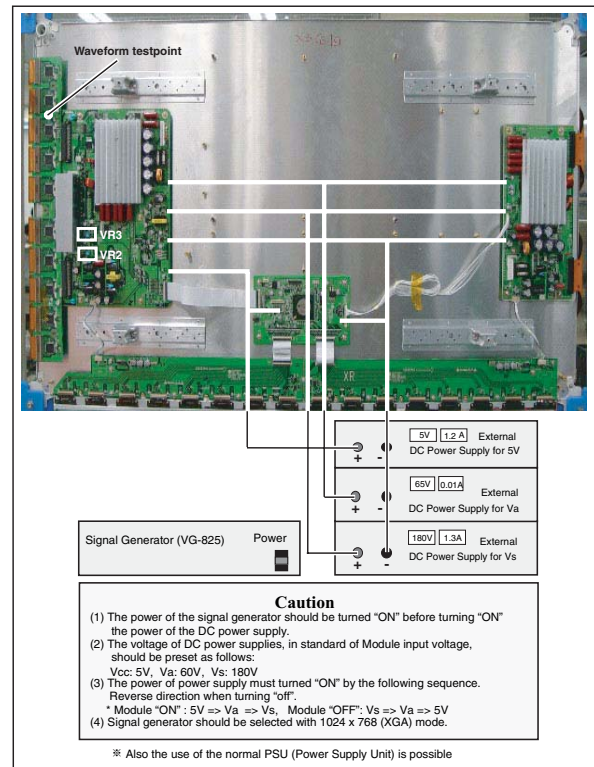 Waveform testpoint
VR3
VR2
XR
5V 1.2 A External
DC Power Supply for 5V
+ -
65V 0.01A External
DC Power Supply for Va
+ -
180V 1.3A External
DC Power Supply for Vs
+ -
Signal Generator (VG-825) Power
Caution
(1) The power of the signal generator should be turned “ON” before turning “ON”
the power of the DC power supply.
(2) The voltage of DC power supplies, in standard of Module input voltage,
should be preset as follows:
Vcc: 5V, Va: 60V, Vs: 180V
(3) The power of power supply must turned “ON” by the following sequence.
Reverse direction when turning “off”.
* Module “ON” : 5V => Va => Vs, Module “OFF”: Vs => Va => 5V
(4) Signal generator should be selected with 1024 x 768 (XGA) mode.
※ Also the use of the normal PSU (Power Supply Unit) is possible